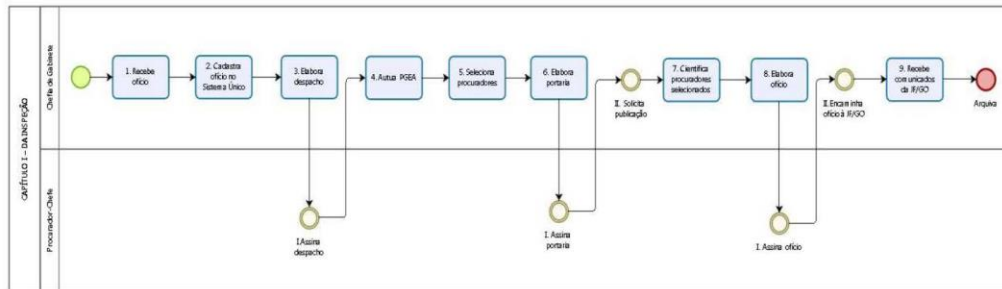 CAPÍTULO I – DA INSPEÇÃO
Chefia de Gabinete
1. Recebe
ofício
2. Cadastra
ofício no
Sistema Único
3. Elabora
despacho
4. Autua PGEA
5. Seleciona
procuradores
6. Elabora
portaria
II. Solicita
publicação
7. Cientifica
procuradores
selecionados
8. Elabora
ofício
II. Encaminha
ofício à JF/GO
9. Recebe
comunicados
da JF/GO
Arquiva
Procurador-Chefe
I. Assina
despacho
I. Assina
portaria
I. Assina ofício